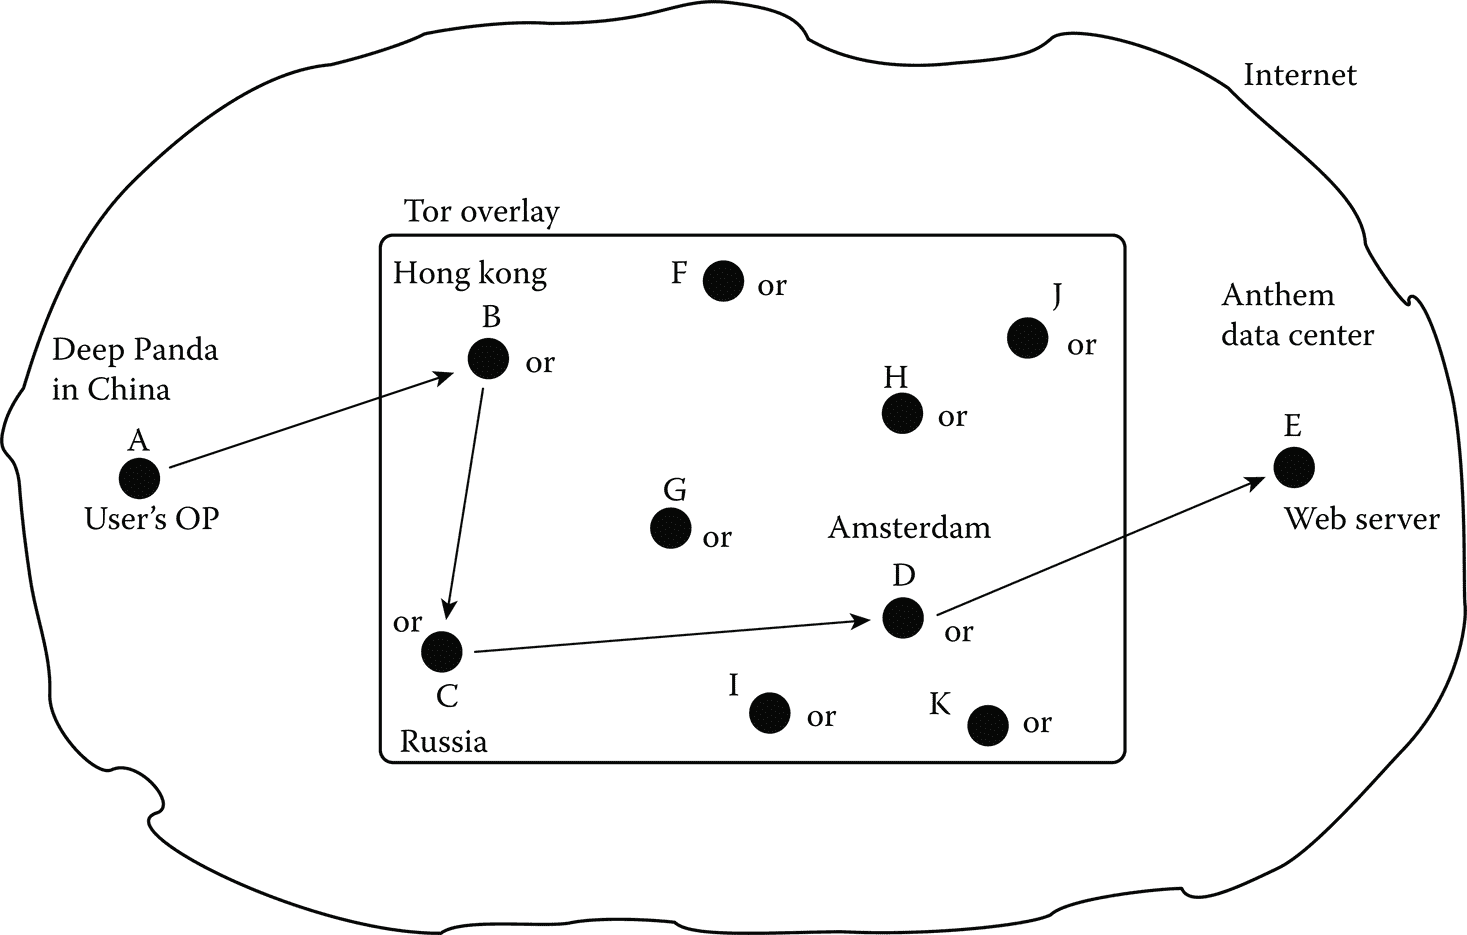 Internet
Tor overlay
Hong kong
B
or
F
or
J
or
Anthem
data center
Deep Panda
in China
A
User’s OP
H
or
E
Web server
G
or
Amsterdam
D
or
or
C
Russia
I
or
K
or